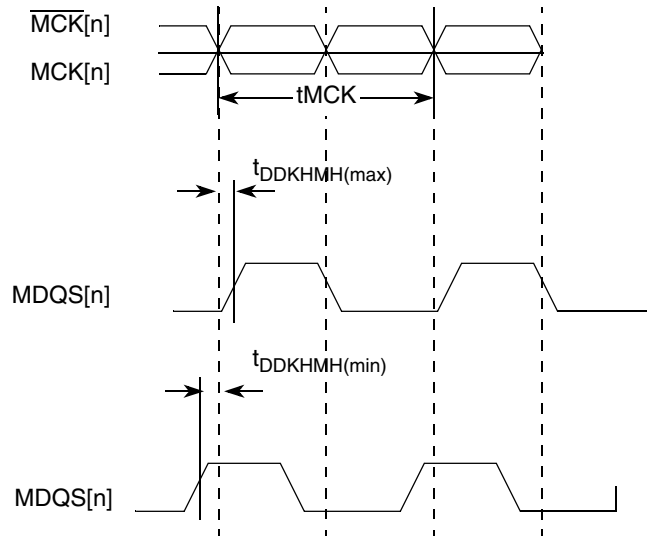 MCK[n]
MCK[n]
tMCK
tDDKHMH(max)
MDQS[n]
tDDKHMH(min)
MDQS[n]